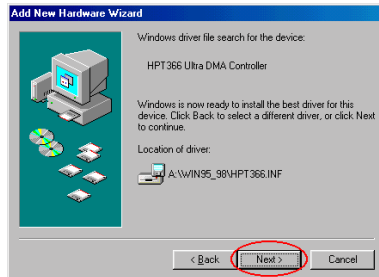 Add New Hardware Wizard
Windows driver file search for the device:
HPT366 Ultra DMA Controller
Windows is now ready to install the best driver for this
device. Click Back to select a different driver, or click Next
to continue.
Location of driver:
A:\WIN95_98\HPT366.INF
< Back
Next >
Cancel